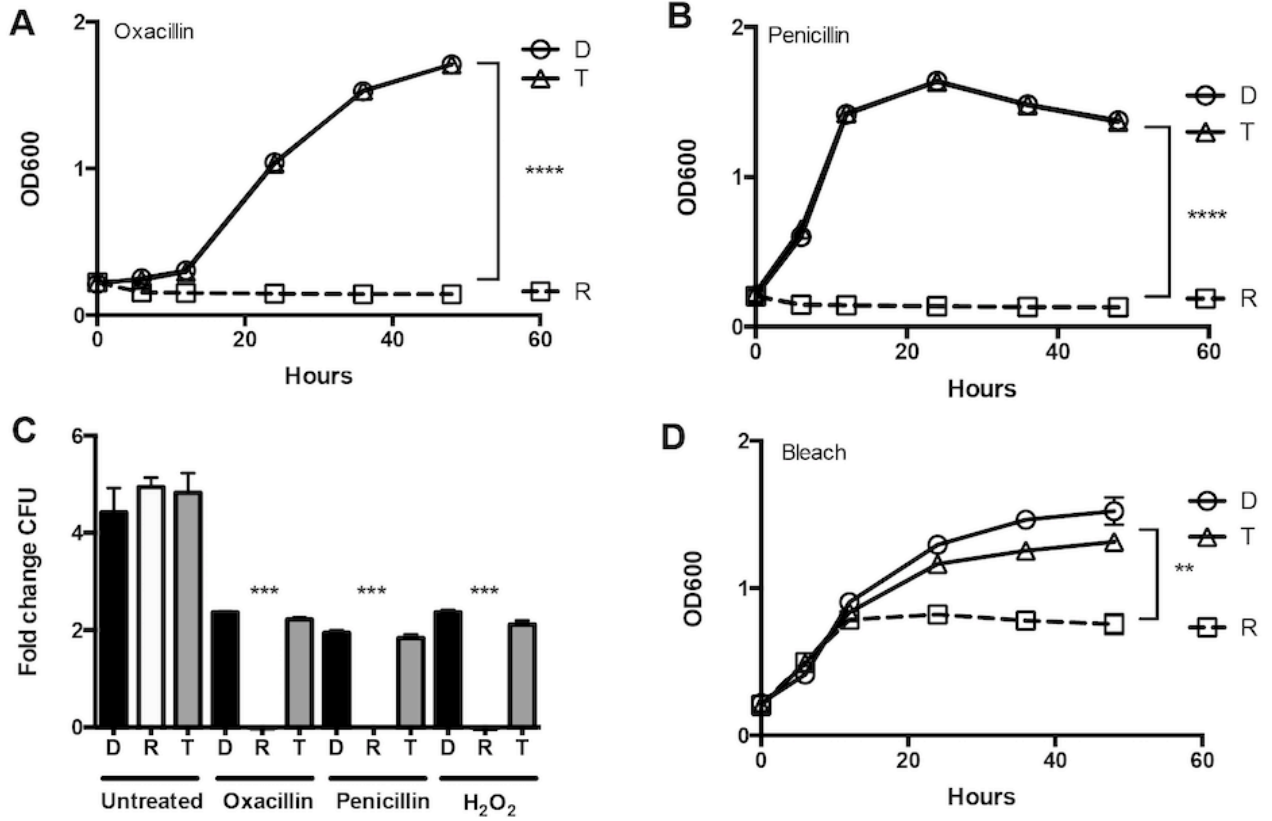 A
Oxacillin
2
1
0
OD600
0 20 40 60
Hours
D
T
****
R
B
Penicillin
2
1
0
OD600
0 20 40 60
Hours
D
T
****
R
C
6
4
2
0
Fold change CFU
*** *** ***
D R T D R T D R T D R T
Untreated Oxacillin Penicillin H₂O₂
D
Bleach
2
1
0
OD600
0 20 40 60
Hours
D
T
**
R